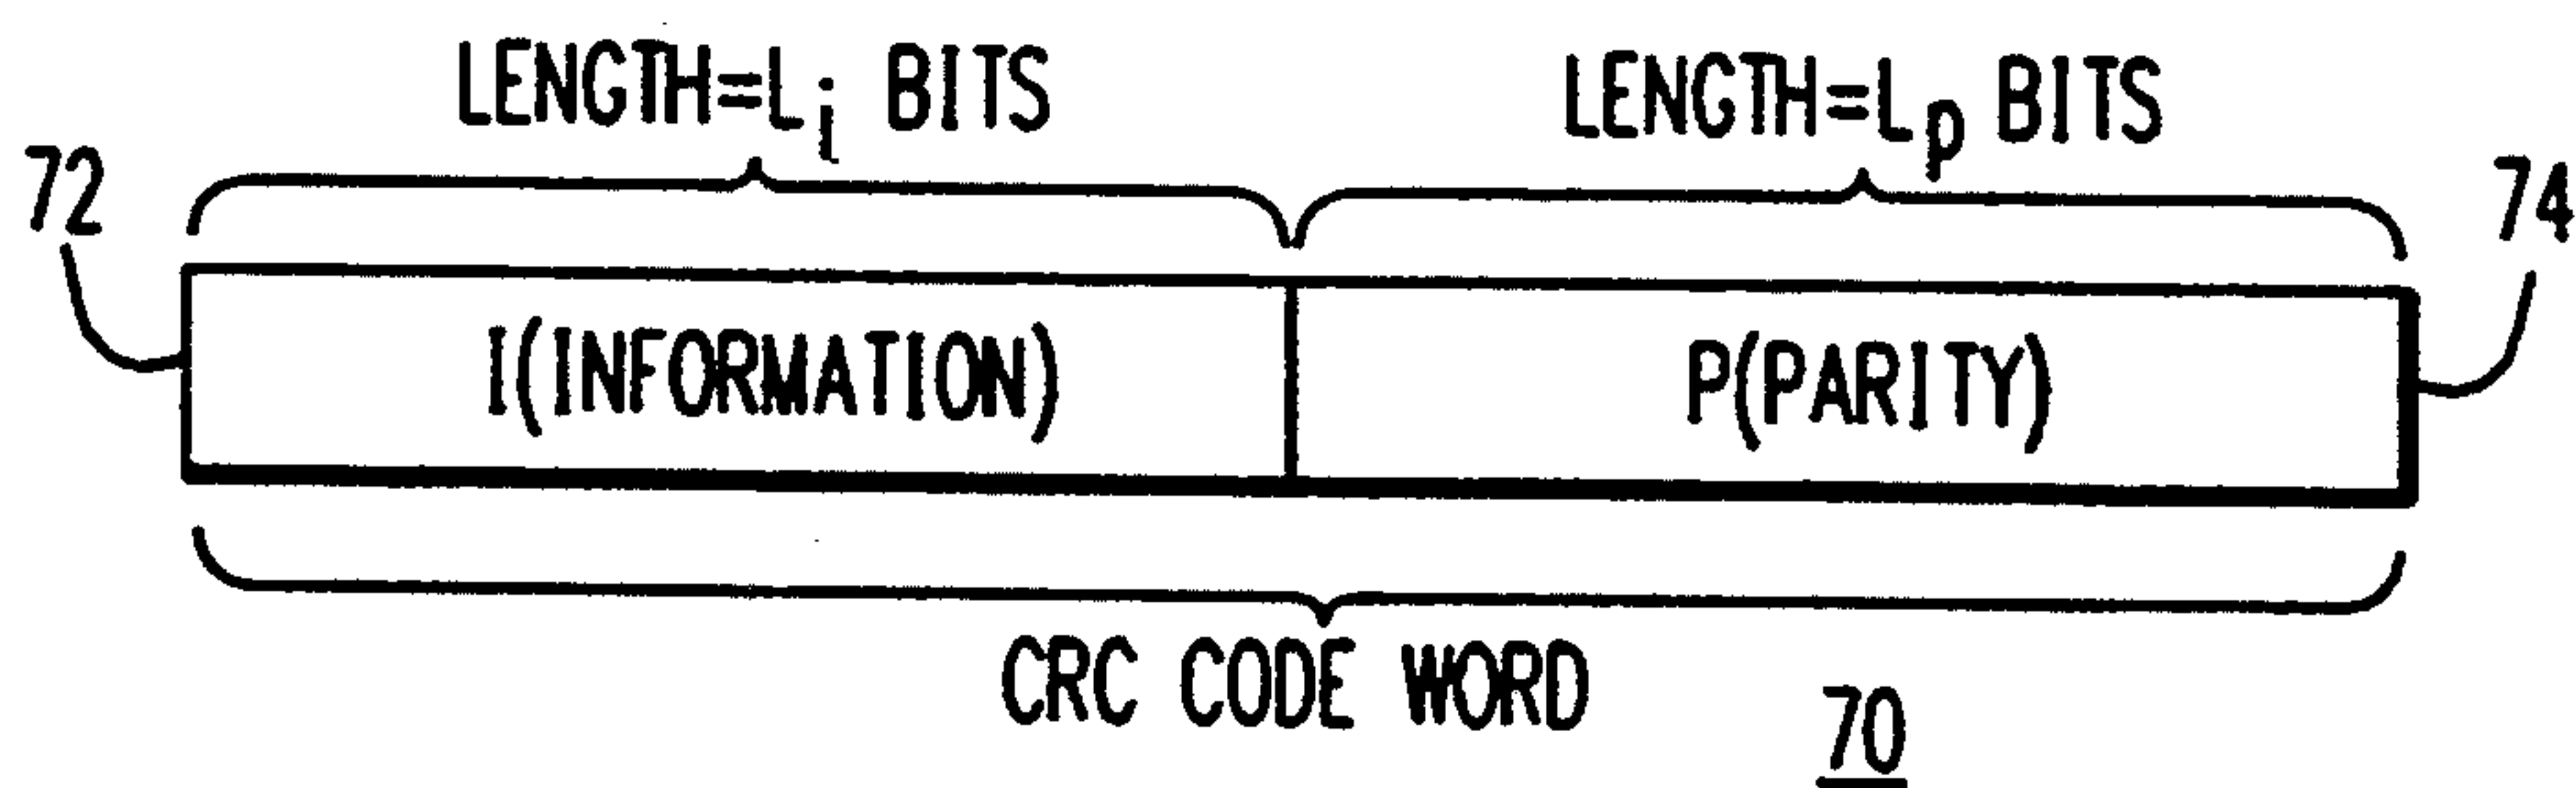 LENGTH=Li BITS
LENGTH=Lp BITS
72
74
I(INFORMATION)
P(PARITY)
CRC CODE WORD
70